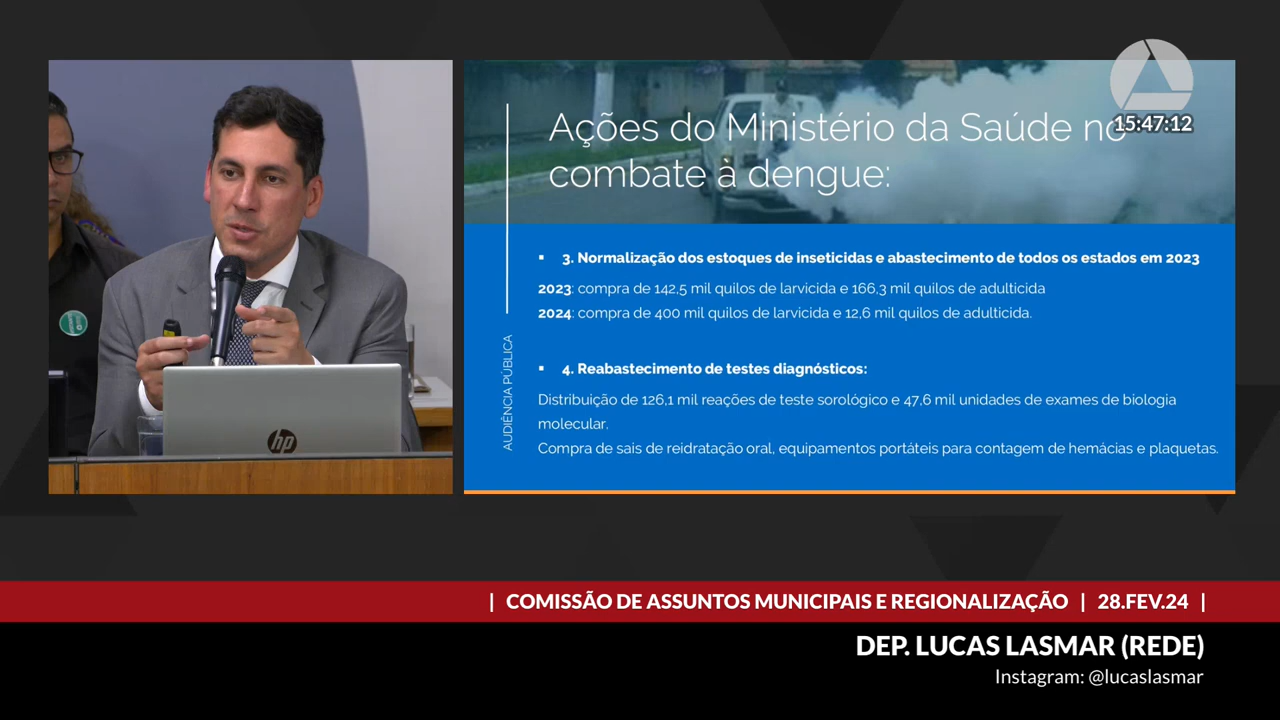 15:47:12
Ações do Ministério da Saúde no
combate à dengue:
AUDIÊNCIA PÚBLICA
▪ 3. Normalização dos estoques de inseticidas e abastecimento de todos os estados em 2023
2023: compra de 142,5 mil quilos de larvicida e 166,3 mil quilos de adulticida
2024: compra de 400 mil quilos de larvicida e 12,6 mil quilos de adulticida.
▪ 4. Reabastecimento de testes diagnósticos:
Distribuição de 126,1 mil reações de teste sorológico e 47,6 mil unidades de exames de biologia
molecular.
Compra de sais de reidratação oral, equipamentos portáteis para contagem de hemácias e plaquetas.
hp
| COMISSÃO DE ASSUNTOS MUNICIPAIS E REGIONALIZAÇÃO | 28.FEV.24 |
DEP. LUCAS LASMAR (REDE)
Instagram: @lucaslasmar